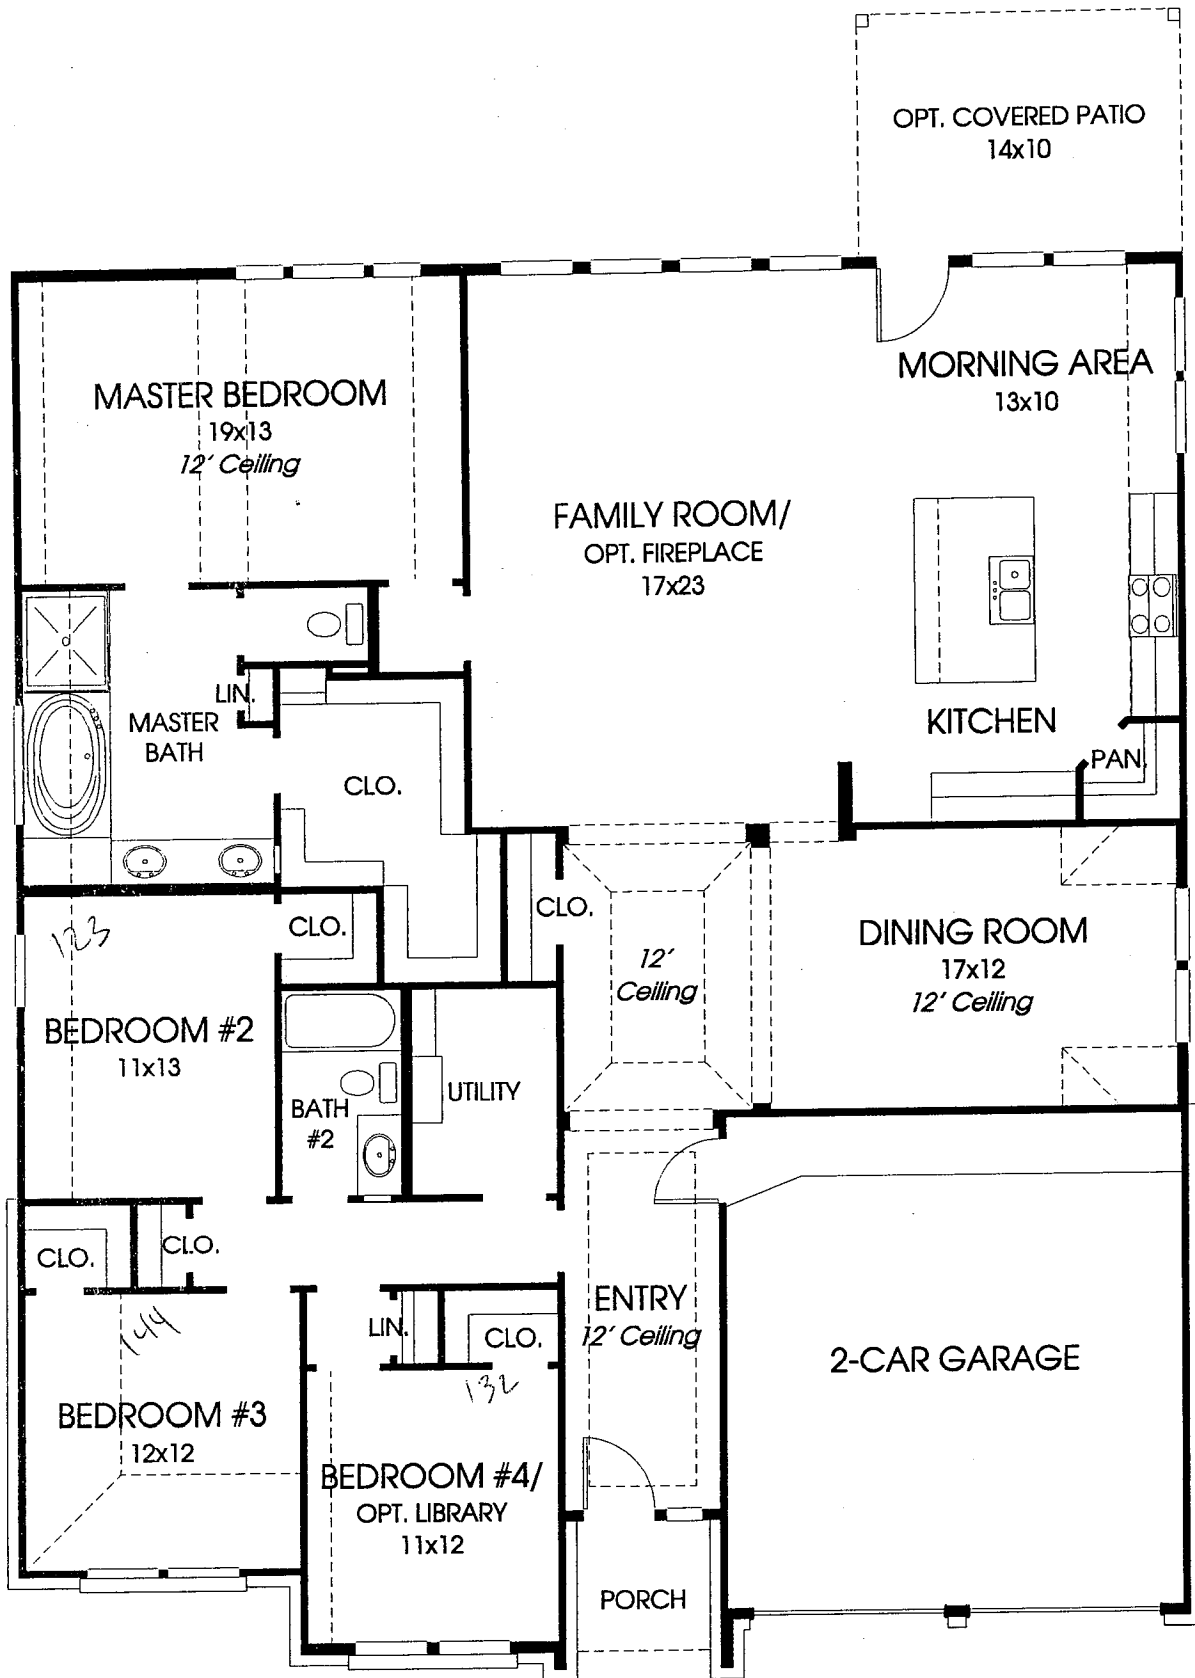 OPT. COVERED PATIO
14x10
MASTER BEDROOM
19x13
12' Ceiling
MORNING AREA
13x10
FAMILY ROOM/
OPT. FIREPLACE
17x23
LIN.
MASTER
BATH
CLO.
KITCHEN
PAN.
CLO.
CLO.
123
12'
Ceiling
DINING ROOM
17x12
12' Ceiling
BEDROOM #2
11x13
BATH
#2
UTILITY
CLO.
CLO.
144
LIN.
CLO.
132
ENTRY
12' Ceiling
2-CAR GARAGE
BEDROOM #3
12x12
BEDROOM #4/
OPT. LIBRARY
11x12
PORCH